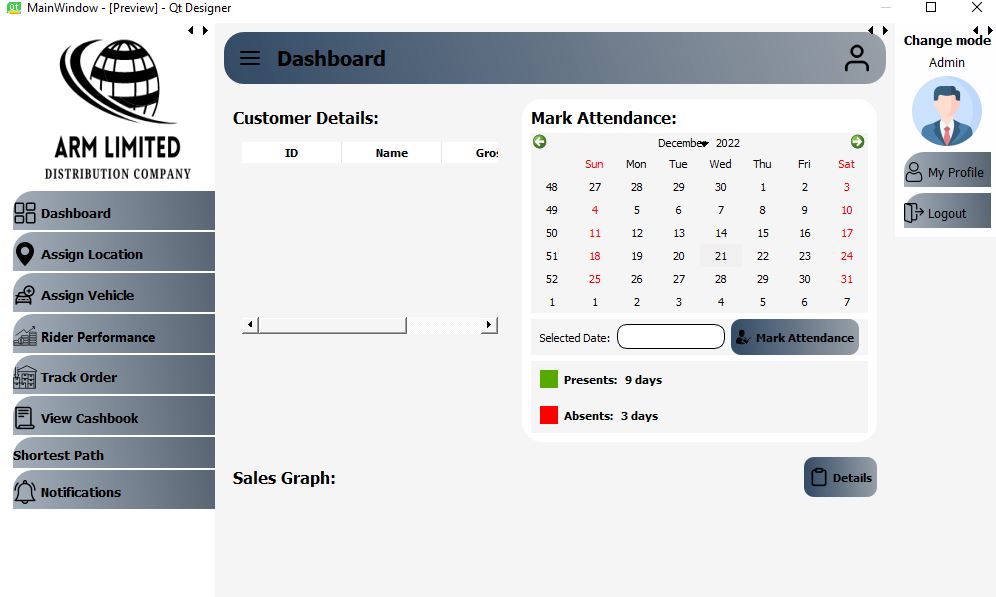 MainWindow - [Preview] - Qt Designer
ARM LIMITED
DISTRIBUTION COMPANY
Dashboard
Assign Location
Assign Vehicle
Rider Performance
Track Order
View Cashbook
Shortest Path
Notifications
Dashboard
Customer Details:
ID Name Gros
Sales Graph:
Mark Attendance:
December 2022
Sun Mon Tue Wed Thu Fri Sat
48 27 28 29 30 1 2 3
49 4 5 6 7 8 9 10
50 11 12 13 14 15 16 17
51 18 19 20 21 22 23 24
52 25 26 27 28 29 30 31
1 1 2 3 4 5 6 7
Selected Date: Mark Attendance
Presents: 9 days
Absents: 3 days
Details
Change mode
Admin
My Profile
Logout